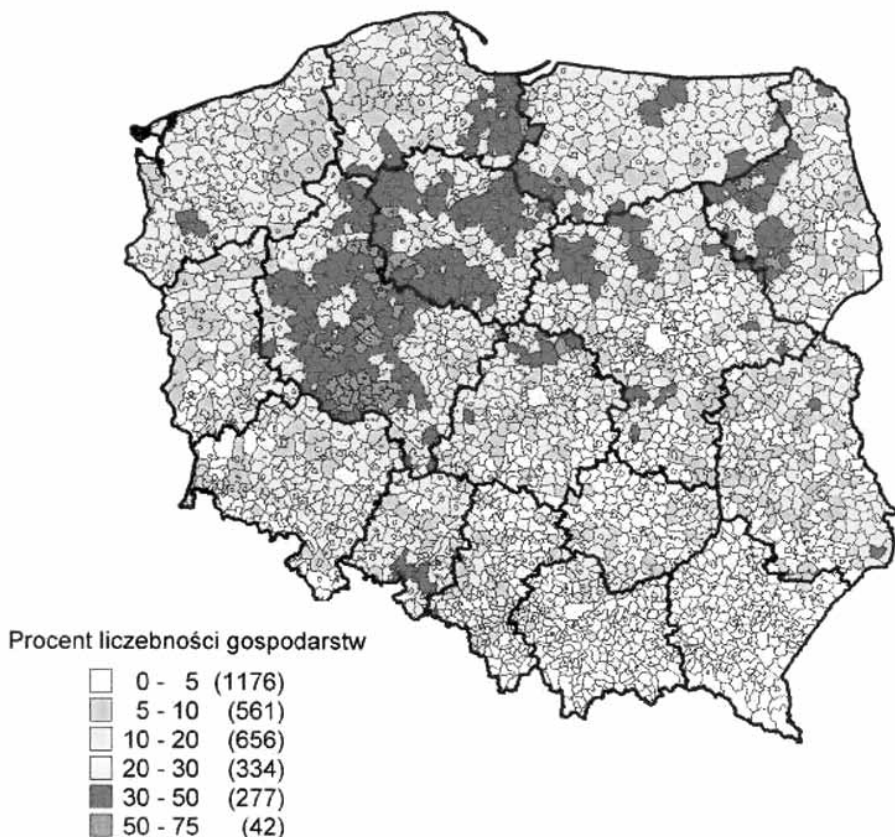 Procent liczebności gospodarstw
0 - 5 (1176)
5 - 10 (561)
10 - 20 (656)
20 - 30 (334)
30 - 50 (277)
50 - 75 (42)